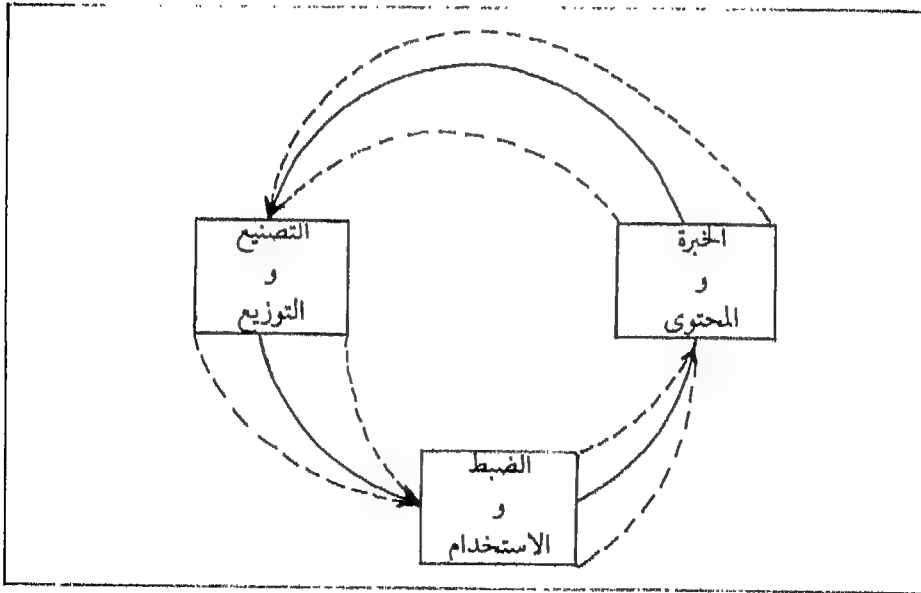 الخبرة
و
المحتوى
التصنيع
و
التوزيع
الضبط
و
الاستخدام